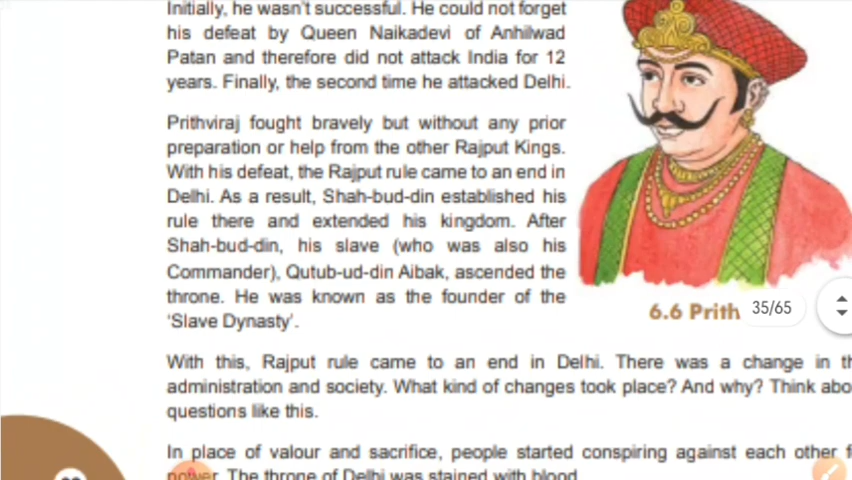 Initially, he wasn't successful. He could not forget
his defeat by Queen Naikadevi of Anhilwad
Patan and therefore did not attack India for 12
years. Finally, the second time he attacked Delhi.
Prithviraj fought bravely but without any prior
preparation or help from the other Rajput Kings.
With his defeat, the Rajput rule came to an end in
Delhi. As a result, Shah-bud-din established his
rule there and extended his kingdom. After
Shah-bud-din, his slave (who was also his
Commander), Qutub-ud-din Aibak, ascended the
throne. He was known as the founder of the
'Slave Dynasty'.
6.6 Prith
35/65
With this, Rajput rule came to an end in Delhi. There was a change in th
administration and society. What kind of changes took place? And why? Think abo
questions like this.
In place of valour and sacrifice, people started conspiring against each other f
power. The throne of Delhi was stained with blood